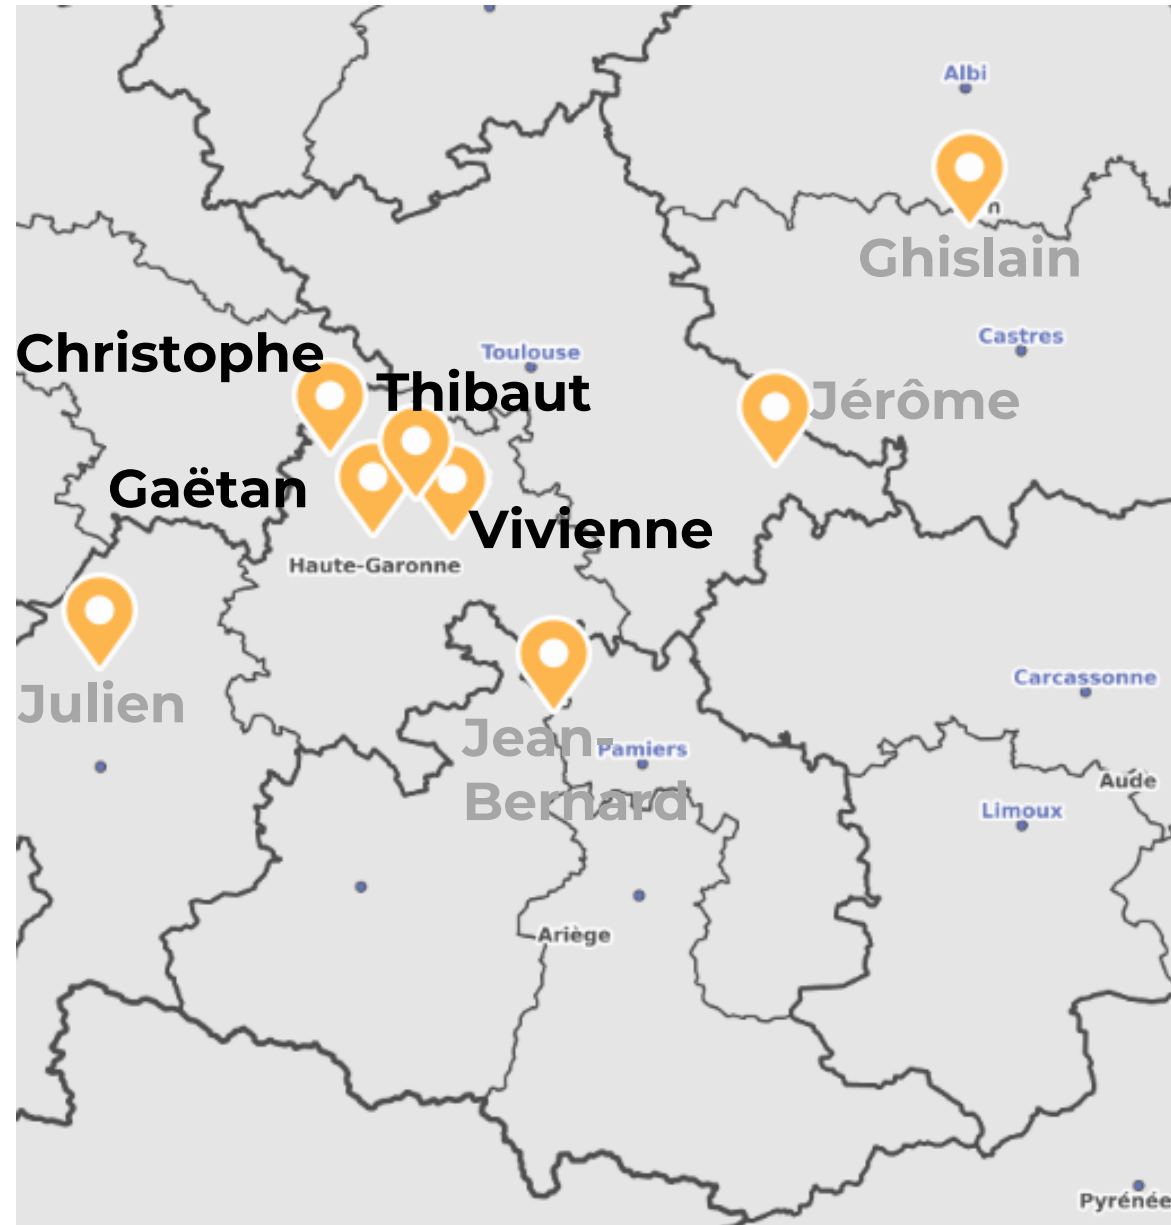 Albi
n
Ghislain
Castres
Christophe
Toulouse
Thibaut
Jérôme
Gaëtan
Vivienne
Haute-Garonne
Carcassonne
Julien
Jean-
Pamiers
Bernard
Aude
Limoux
Ariège
Pyrénée